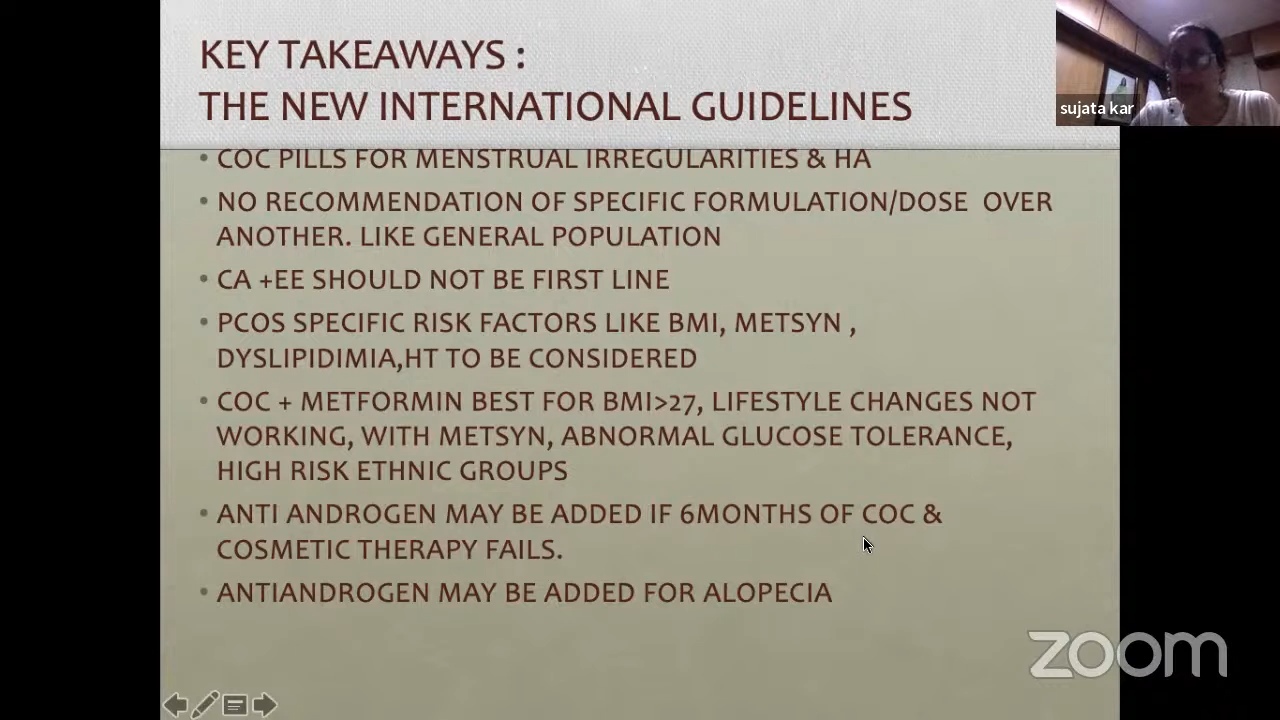 KEY TAKEAWAYS :
THE NEW INTERNATIONAL GUIDELINES
sujata kar
• COC PILLS FOR MENSTRUAL IRREGULARITIES & HA
• NO RECOMMENDATION OF SPECIFIC FORMULATION/DOSE OVER
ANOTHER. LIKE GENERAL POPULATION
• CA +EE SHOULD NOT BE FIRST LINE
• PCOS SPECIFIC RISK FACTORS LIKE BMI, METSYN ,
DYSLIPIDIMIA,HT TO BE CONSIDERED
• COC + METFORMIN BEST FOR BMI>27, LIFESTYLE CHANGES NOT
WORKING, WITH METSYN, ABNORMAL GLUCOSE TOLERANCE,
HIGH RISK ETHNIC GROUPS
• ANTI ANDROGEN MAY BE ADDED IF 6MONTHS OF COC &
COSMETIC THERAPY FAILS.
• ANTIANDROGEN MAY BE ADDED FOR ALOPECIA
zoom